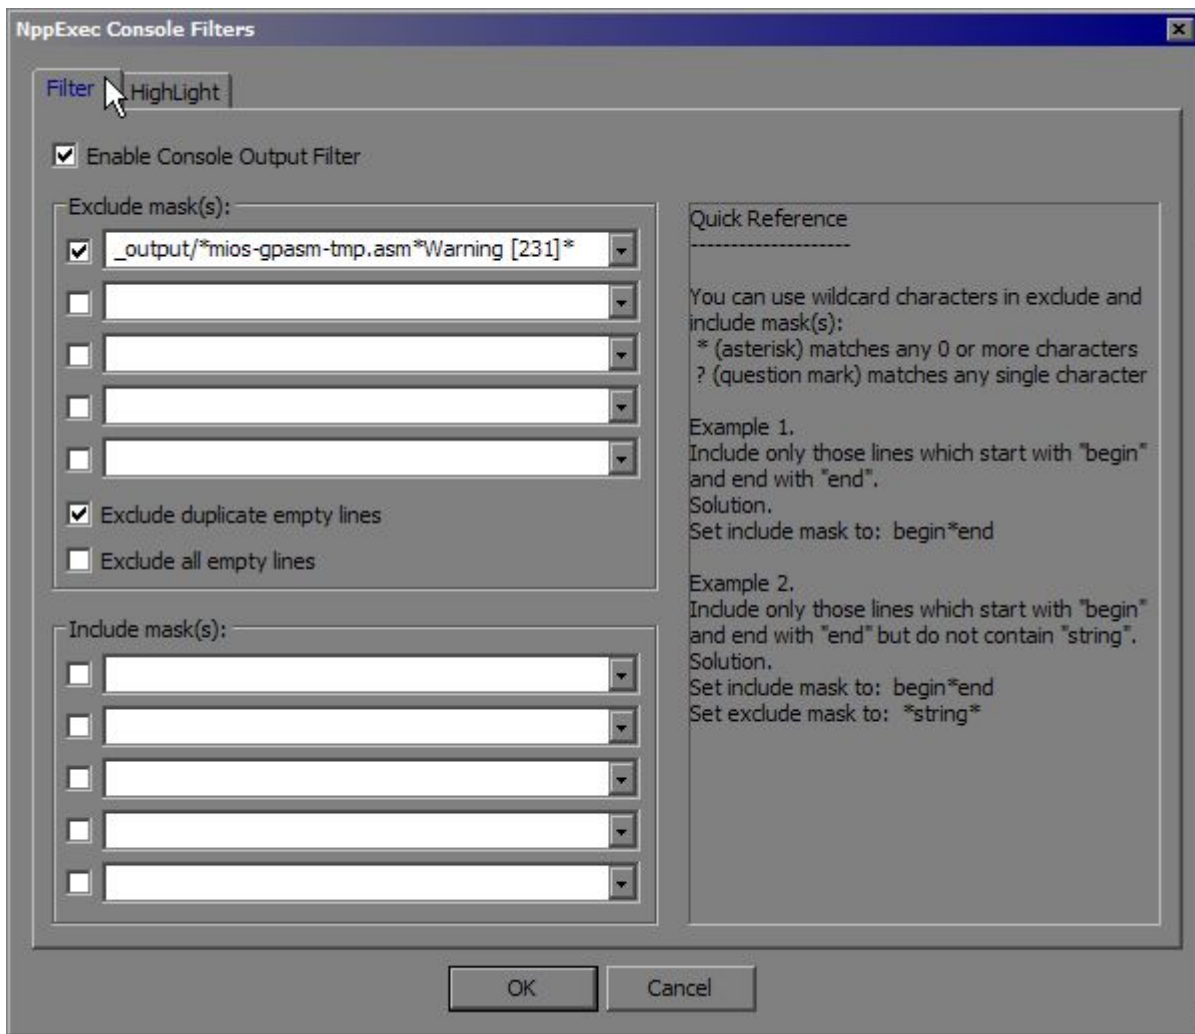 NppExec Console Filters
Filter
HighLight
Enable Console Output Filter
Exclude mask(s):
_output/*mios-gpasm-tmp.asm*Warning [231]*
Exclude duplicate empty lines
Exclude all empty lines
Include mask(s):
Quick Reference
--------------------
You can use wildcard characters in exclude and
include mask(s):
* (asterisk) matches any 0 or more characters
? (question mark) matches any single character
Example 1.
Include only those lines which start with "begin"
and end with "end".
Solution.
Set include mask to:  begin*end
Example 2.
Include only those lines which start with "begin"
and end with "end" but do not contain "string".
Solution.
Set include mask to:  begin*end
Set exclude mask to:  *string*
OK
Cancel